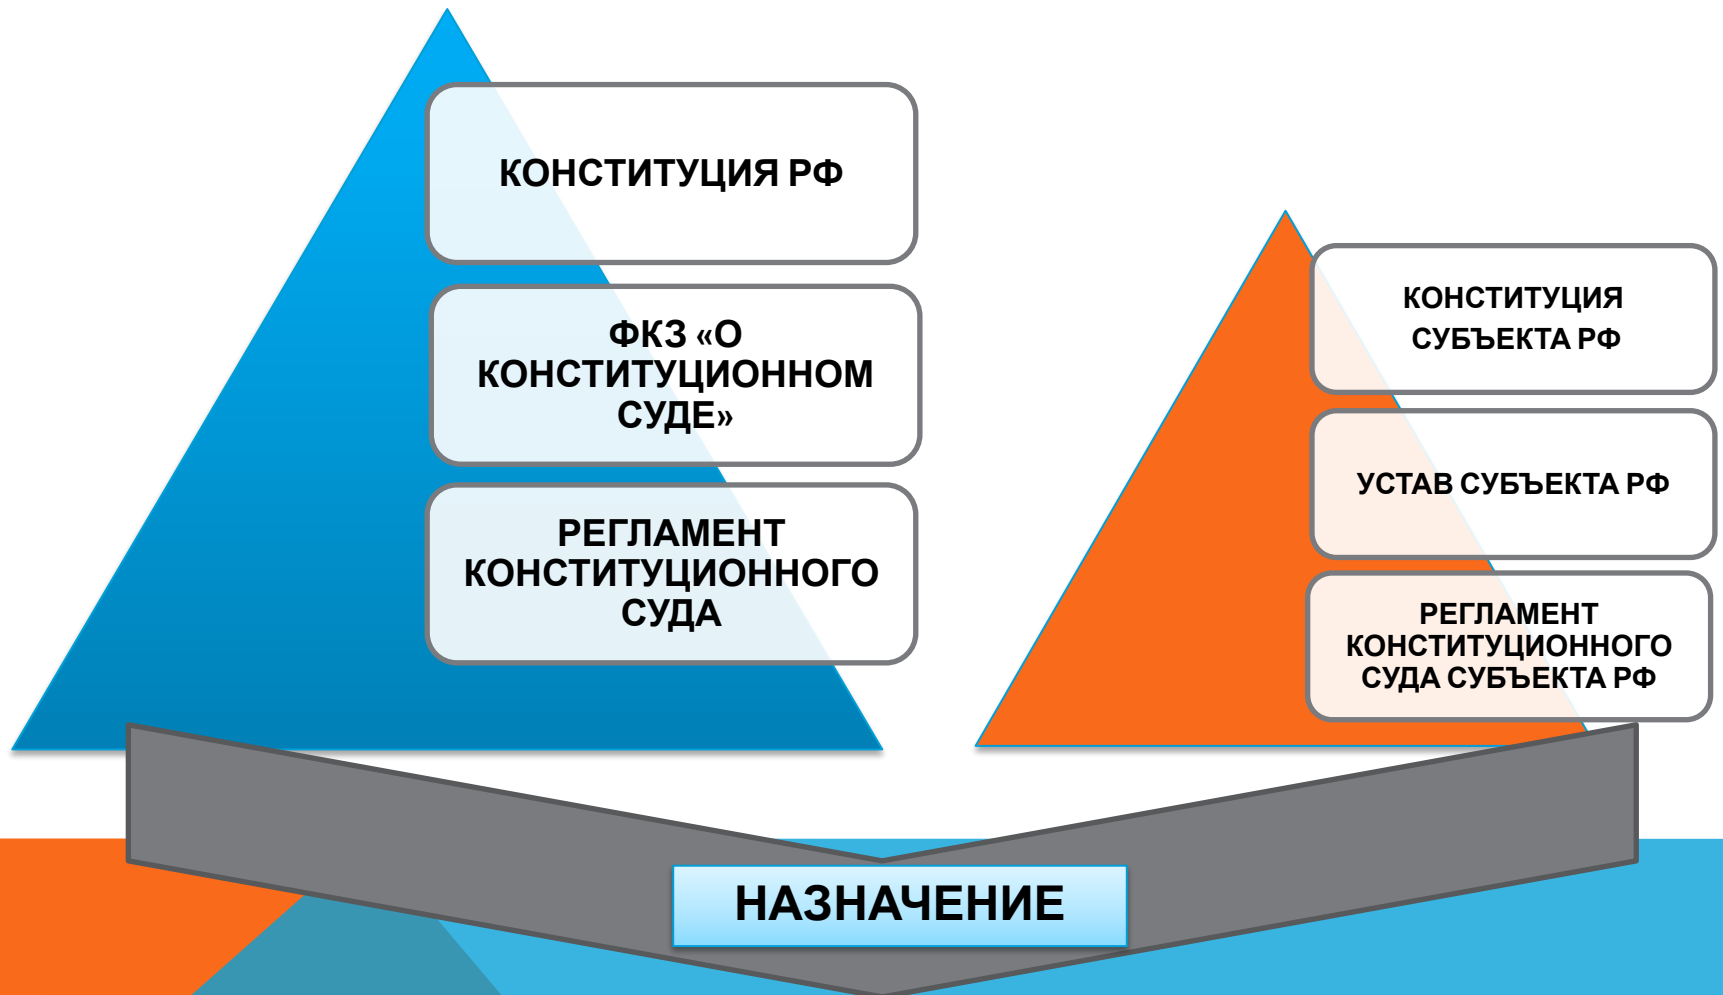 КОНСТИТУЦИЯ РФ
ФКЗ «О
КОНСТИТУЦИОННОМ
СУДЕ»
РЕГЛАМЕНТ
КОНСТИТУЦИОННОГО
СУДА
КОНСТИТУЦИЯ
СУБЪЕКТА РФ
УСТАВ СУБЪЕКТА РФ
РЕГЛАМЕНТ
КОНСТИТУЦИОННОГО
СУДА СУБЪЕКТА РФ
НАЗНАЧЕНИЕ